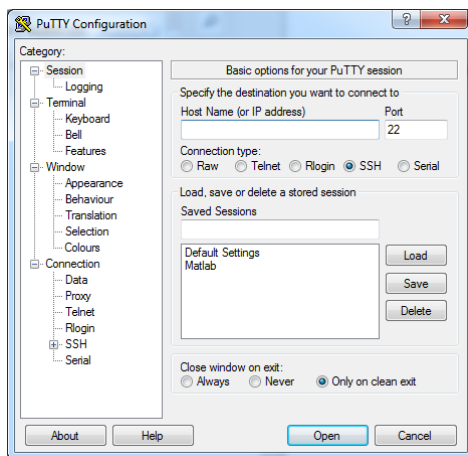 PuTTY Configuration
Category:
Session
Logging
Terminal
Keyboard
Bell
Features
Window
Appearance
Behaviour
Translation
Selection
Colours
Connection
Data
Proxy
Telnet
Rlogin
SSH
Serial
Basic options for your PuTTY session
Specify the destination you want to connect to
Host Name (or IP address) Port
22
Connection type:
Raw Telnet Rlogin SSH Serial
Load, save or delete a stored session
Saved Sessions
Default Settings
Matlab
Load
Save
Delete
Close window on exit:
Always Never Only on clean exit
About Help Open Cancel